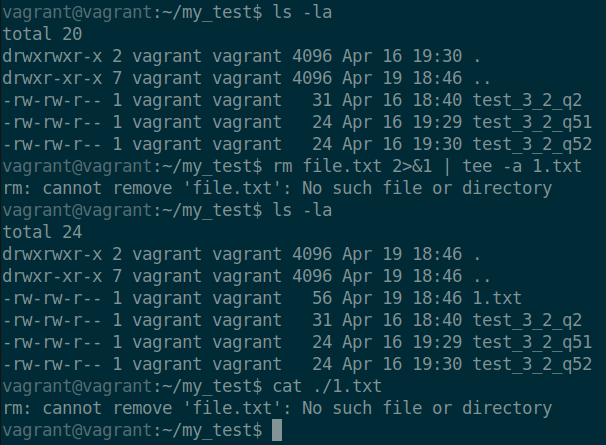 vagrant@vagrant:~/my_test$ ls -la
total 20
drwxrwxr-x 2 vagrant vagrant 4096 Apr 16 19:30 .
drwxr-xr-x 7 vagrant vagrant 4096 Apr 19 18:46 ..
-rw-rw-r-- 1 vagrant vagrant   31 Apr 16 18:40 test_3_2_q2
-rw-rw-r-- 1 vagrant vagrant   24 Apr 16 19:29 test_3_2_q51
-rw-rw-r-- 1 vagrant vagrant   24 Apr 16 19:30 test_3_2_q52
vagrant@vagrant:~/my_test$ rm file.txt 2>&1 | tee -a 1.txt
rm: cannot remove 'file.txt': No such file or directory
vagrant@vagrant:~/my_test$ ls -la
total 24
drwxrwxr-x 2 vagrant vagrant 4096 Apr 19 18:46 .
drwxr-xr-x 7 vagrant vagrant 4096 Apr 19 18:46 ..
-rw-rw-r-- 1 vagrant vagrant   56 Apr 19 18:46 1.txt
-rw-rw-r-- 1 vagrant vagrant   31 Apr 16 18:40 test_3_2_q2
-rw-rw-r-- 1 vagrant vagrant   24 Apr 16 19:29 test_3_2_q51
-rw-rw-r-- 1 vagrant vagrant   24 Apr 16 19:30 test_3_2_q52
vagrant@vagrant:~/my_test$ cat ./1.txt
rm: cannot remove 'file.txt': No such file or directory
vagrant@vagrant:~/my_test$